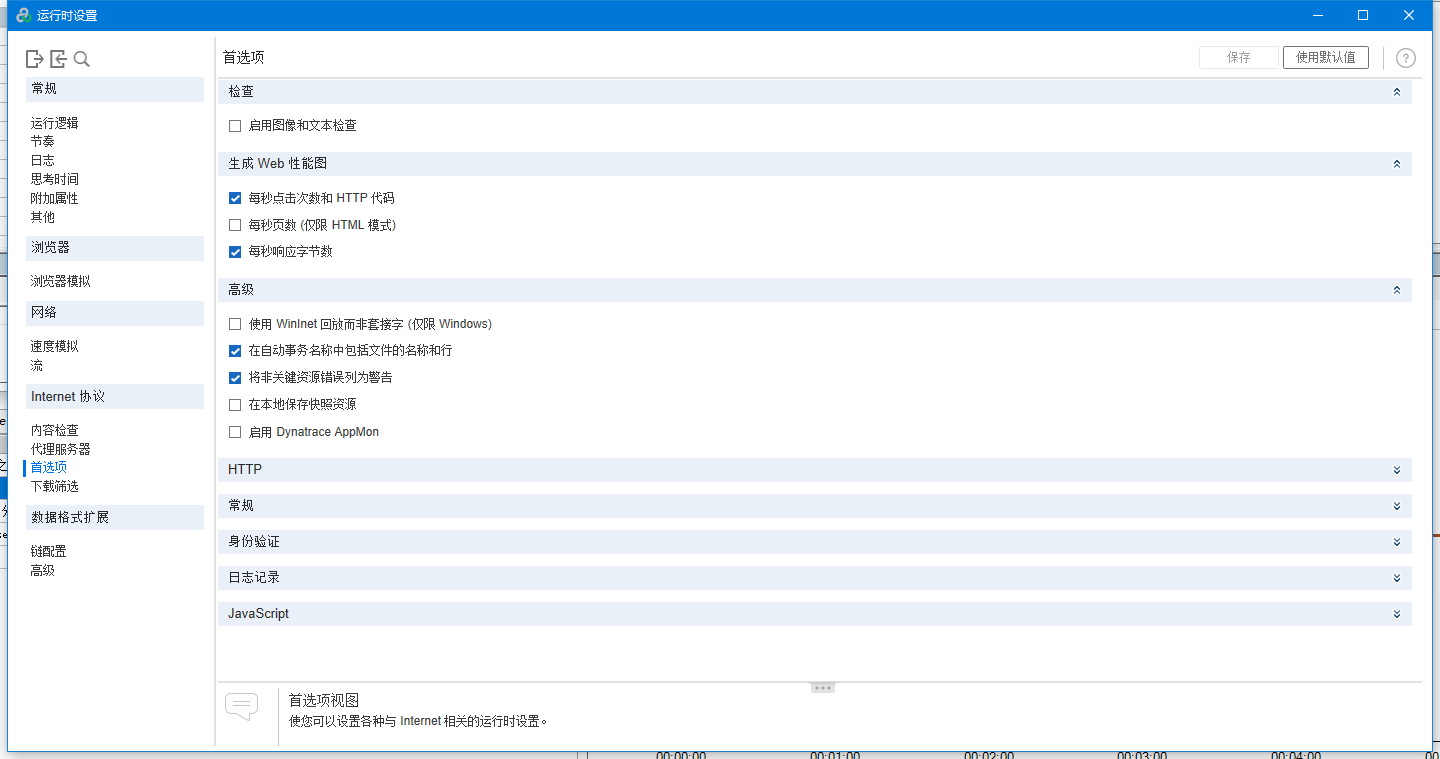 运行时设置
首选项
保存
使用默认值
?
常规
运行逻辑
节奏
日志
思考时间
附加属性
其他
浏览器
浏览器模拟
网络
速度模拟
流
Internet 协议
内容检查
代理服务器
首选项
下载筛选
数据格式扩展
链配置
高级
检查
启用图像和文本检查
生成 Web 性能图
每秒点击次数和 HTTP 代码
每秒页数 (仅限 HTML 模式)
每秒响应字节数
高级
使用 WinInet 回放而非套接字 (仅限 Windows)
在自动事务名称中包括文件的名称和行
将非关键资源错误列为警告
在本地保存快照资源
启用 Dynatrace AppMon
HTTP
常规
身份验证
日志记录
JavaScript
首选项视图
使您可以设置各种与 Internet 相关的运行时设置。
00:00:00 00:01:00 00:02:00 00:03:00 00:04:00